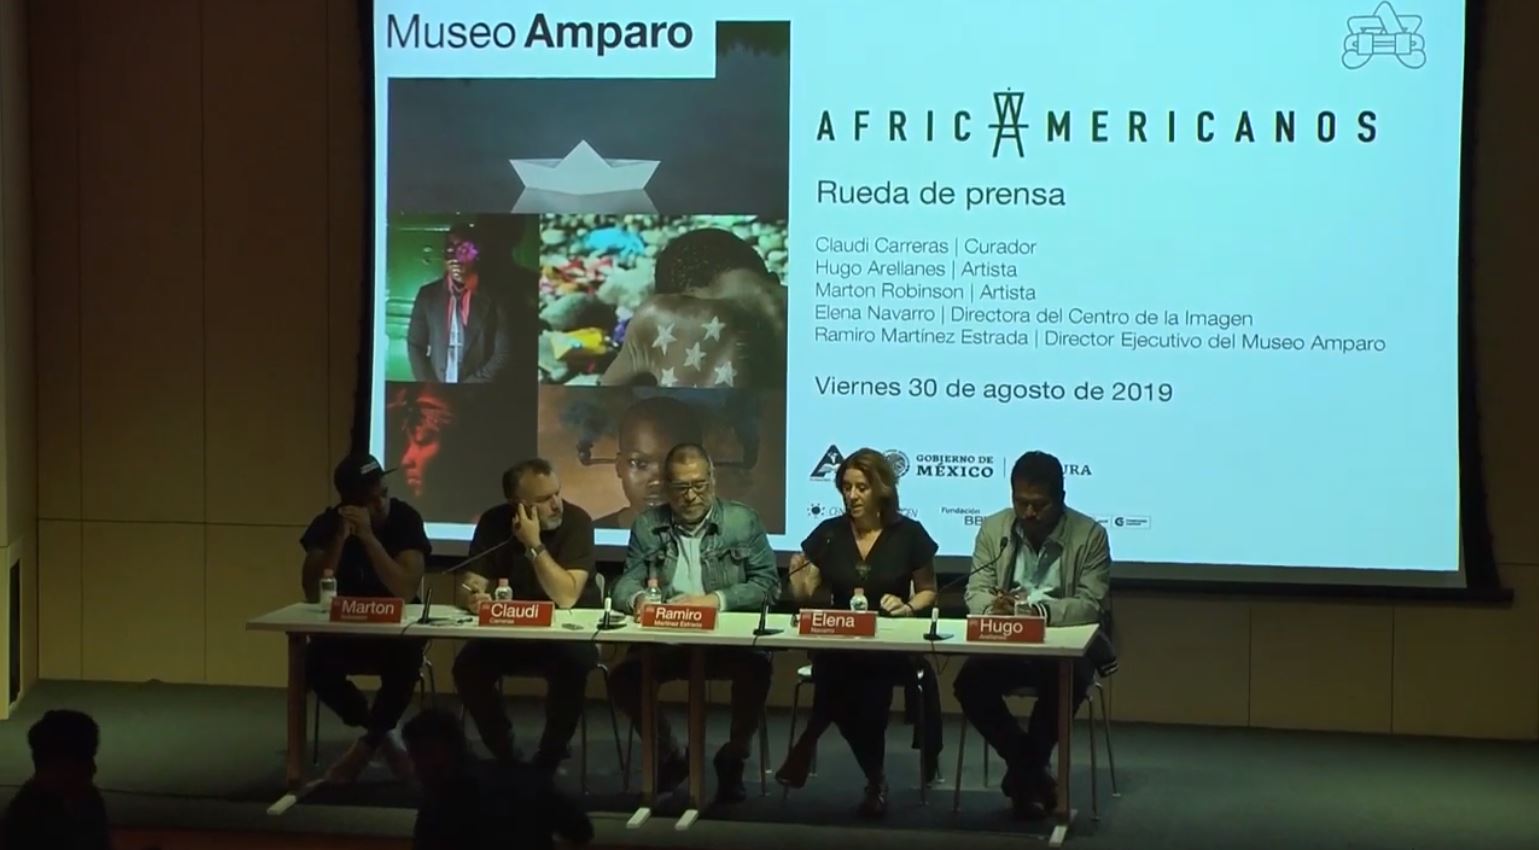 Museo Amparo
AFRICAMERICANOS
Rueda de prensa
Claudi Carreras | Curador
Hugo Arellanes | Artista
Marton Robinson | Artista
Elena Navarro | Directora del Centro de la Imagen
Ramiro Martínez Estrada | Director Ejecutivo del Museo Amparo
Viernes 30 de agosto de 2019
GOBIERNO DE
MÉXICO
Fundación
Marton
Claudi
Carreras
Ramiro
Martínez Estrada
Elena
Navarro
Hugo
Arellanes